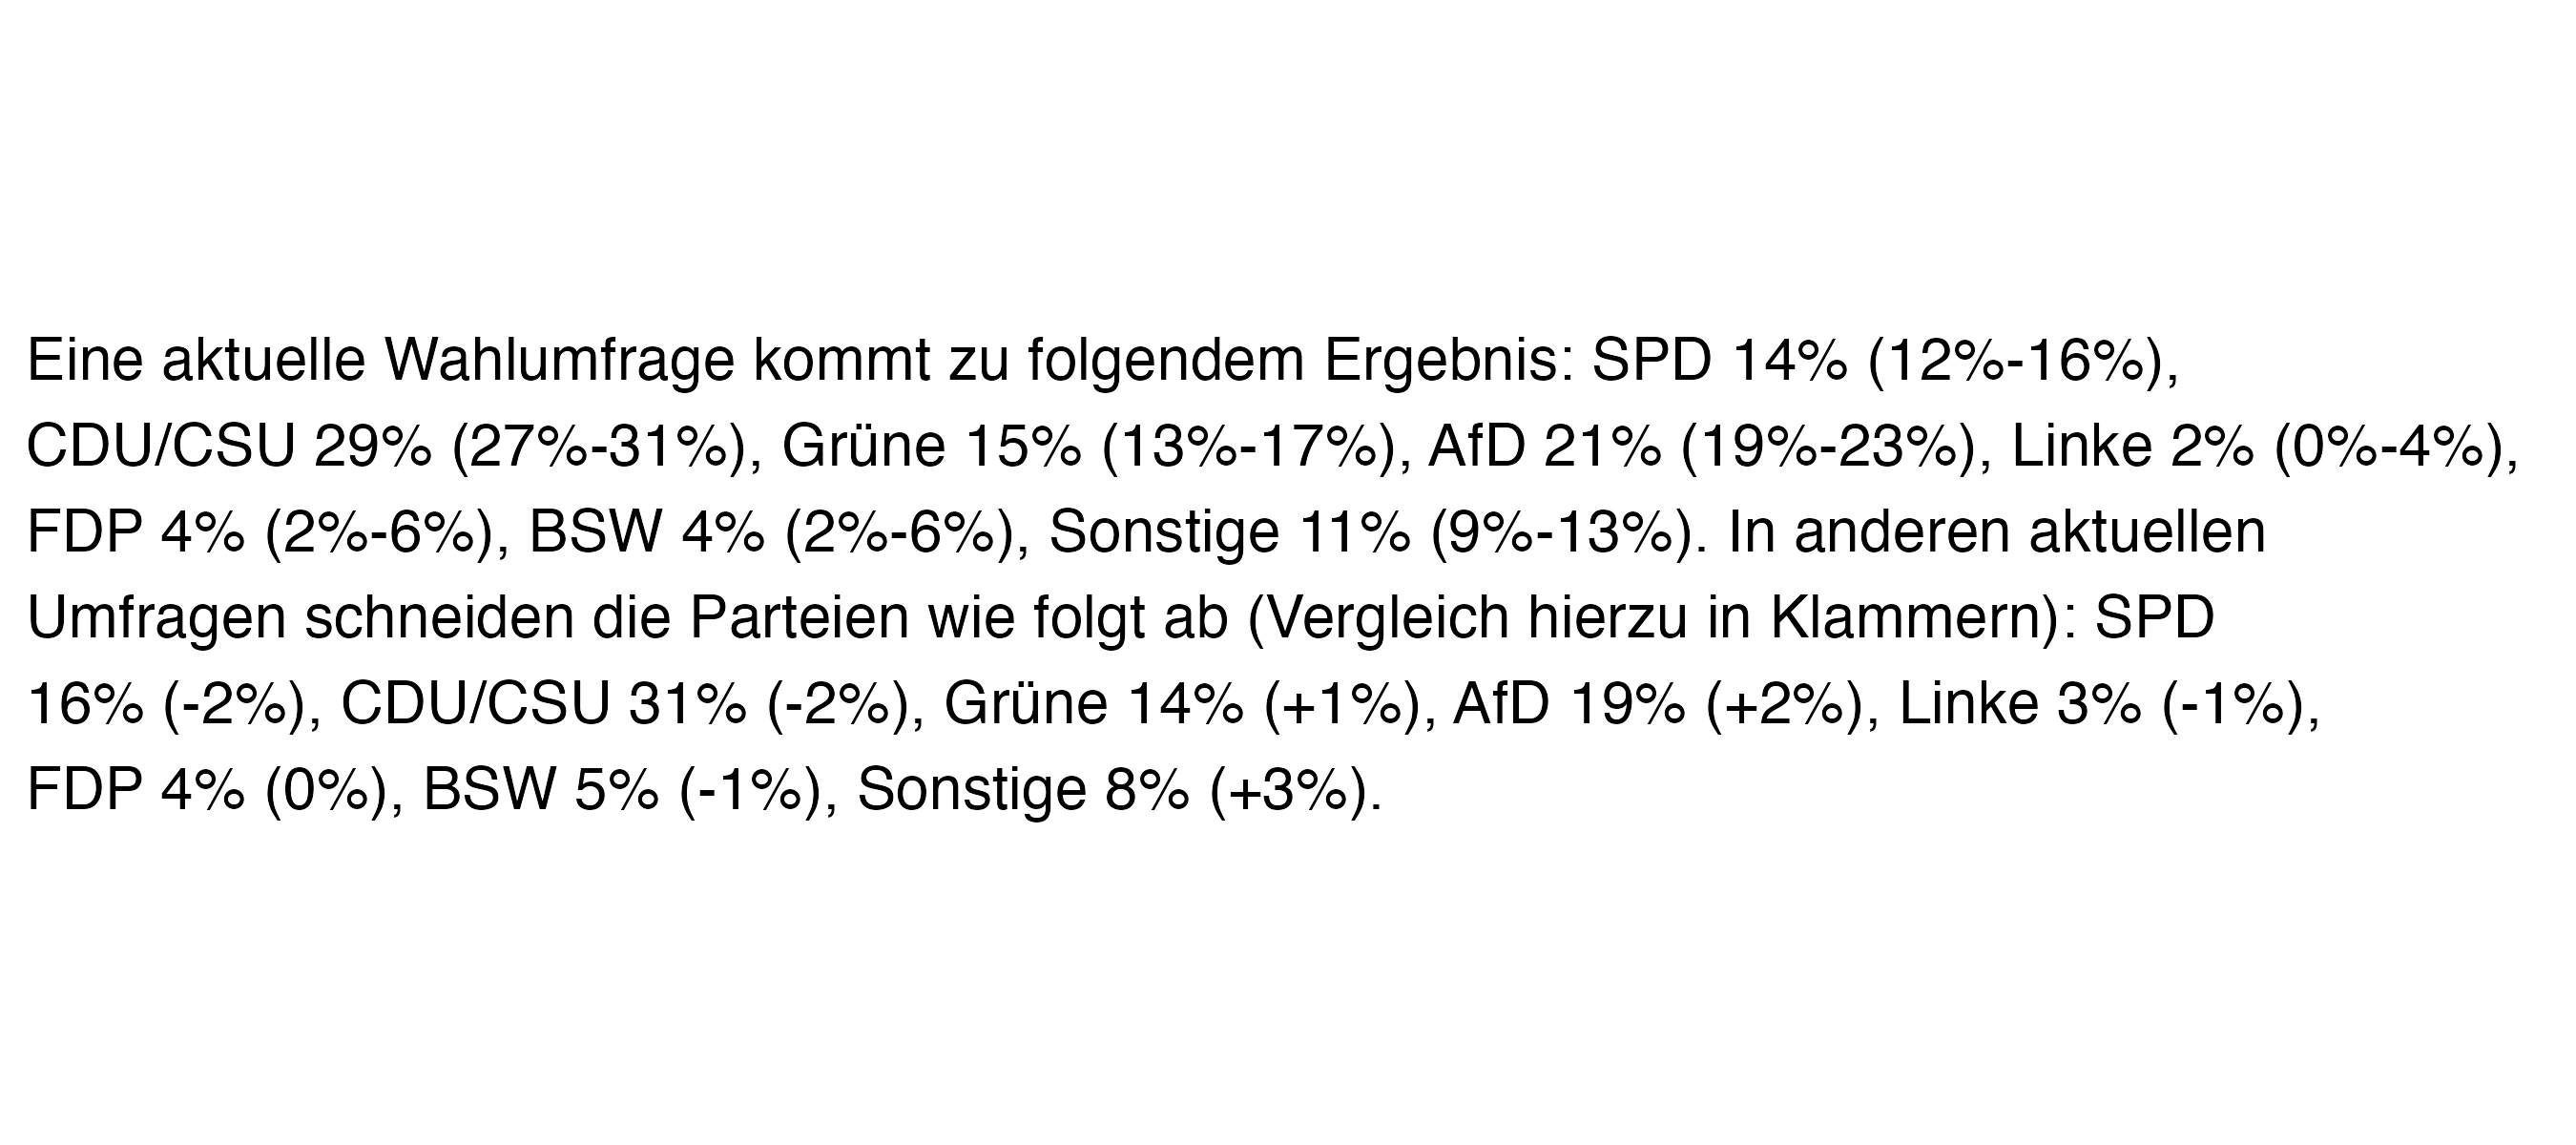 Eine aktuelle Wahlumfrage kommt zu folgendem Ergebnis: SPD 14% (12%-16%),
CDU/CSU 29% (27%-31%), Grüne 15% (13%-17%), AfD 21% (19%-23%), Linke 2% (0%-4%),
FDP 4% (2%-6%), BSW 4% (2%-6%), Sonstige 11% (9%-13%). In anderen aktuellen
Umfragen schneiden die Parteien wie folgt ab (Vergleich hierzu in Klammern): SPD
16% (-2%), CDU/CSU 31% (-2%), Grüne 14% (+1%), AfD 19% (+2%), Linke 3% (-1%),
FDP 4% (0%), BSW 5% (-1%), Sonstige 8% (+3%).